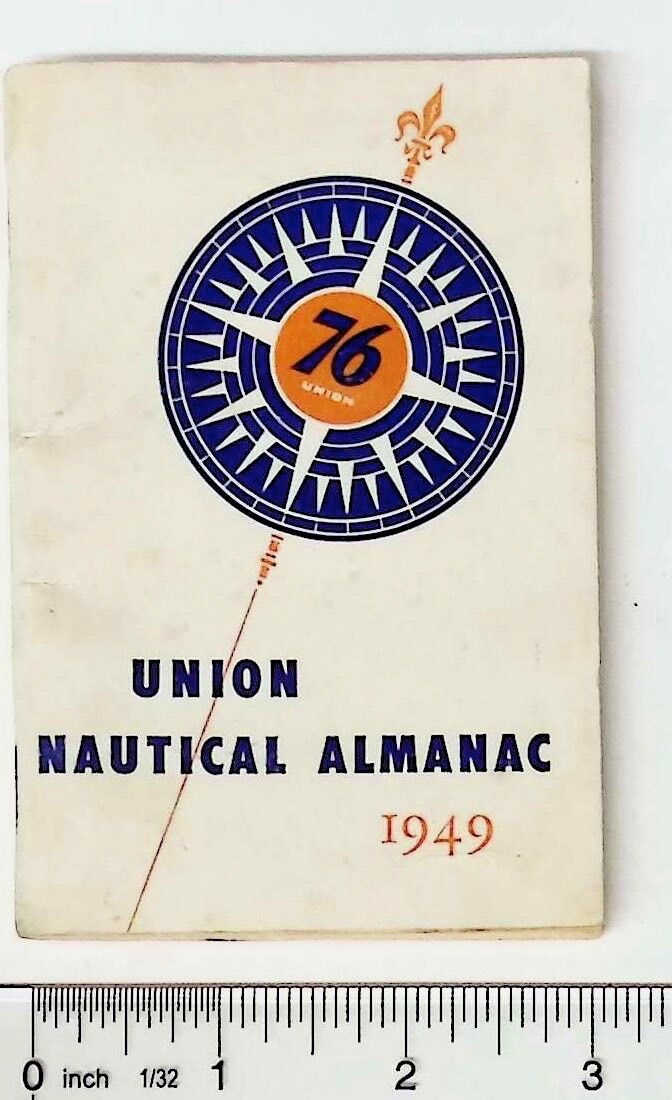 76
UNION
UNION
NAUTICAL ALMANAC
1949
0 inch 1/32 1 2 3